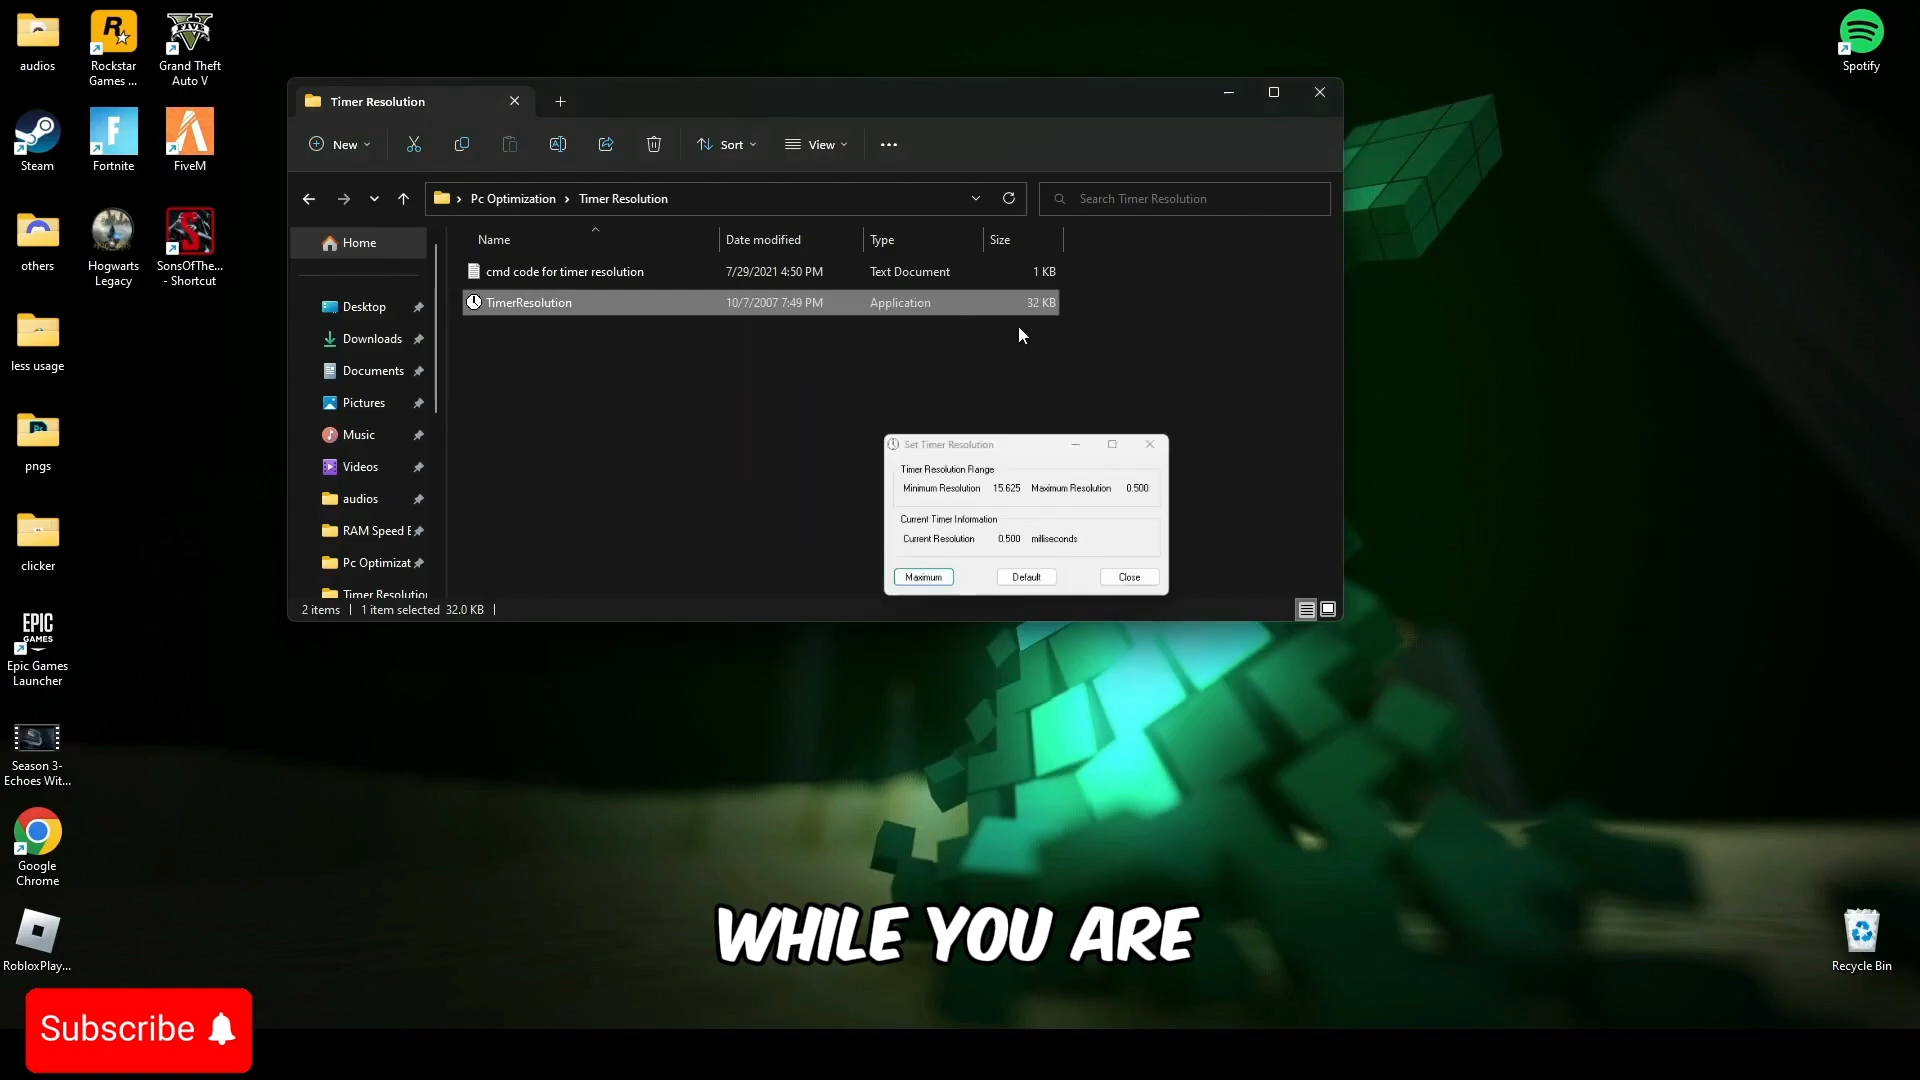 audios
Rockstar
Games ...
Grand Theft
Auto V
Spotify
Steam
Fortnite
FiveM
others
Hogwarts
Legacy
SonsOfThe...
- Shortcut
less usage
pngs
clicker
EPIC
GAMES
Epic Games
Launcher
Season 3-
Echoes Wit...
Google
Chrome
RobloxPlay...
Recycle Bin
Timer Resolution
New
Sort
View
Pc Optimization > Timer Resolution
Search Timer Resolution
Home
Desktop
Downloads
Documents
Pictures
Music
Videos
audios
RAM Speed E
Pc Optimizat
Timer Resolution
Name Date modified Type Size
cmd code for timer resolution 7/29/2021 4:50 PM Text Document 1 KB
TimerResolution 10/7/2007 7:49 PM Application 32 KB
2 items 1 item selected 32.0 KB
Set Timer Resolution
Timer Resolution Range
Minimum Resolution 15.625 Maximum Resolution 0.500
Current Timer Information
Current Resolution 0.500 milliseconds
Maximum Default Close
WHILE YOU ARE
Subscribe